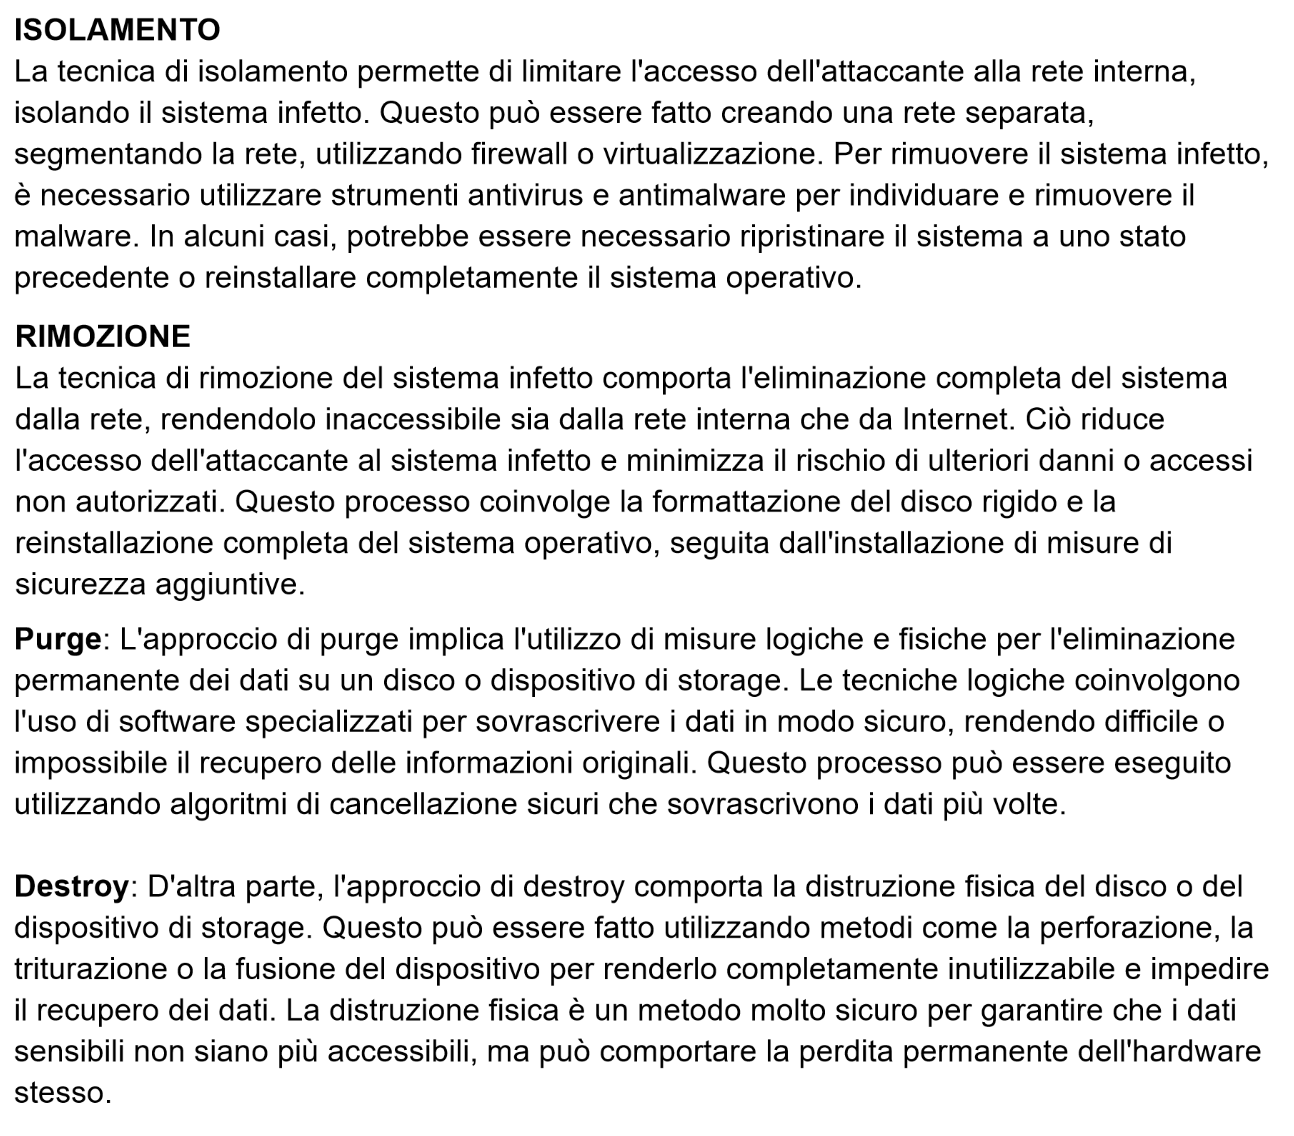 ISOLAMENTO
La tecnica di isolamento permette di limitare l'accesso dell'attaccante alla rete interna,
isolando il sistema infetto. Questo può essere fatto creando una rete separata,
segmentando la rete, utilizzando firewall o virtualizzazione. Per rimuovere il sistema infetto,
è necessario utilizzare strumenti antivirus e antimalware per individuare e rimuovere il
malware. In alcuni casi, potrebbe essere necessario ripristinare il sistema a uno stato
precedente o reinstallare completamente il sistema operativo.
RIMOZIONE
La tecnica di rimozione del sistema infetto comporta l'eliminazione completa del sistema
dalla rete, rendendolo inaccessibile sia dalla rete interna che da Internet. Ciò riduce
l'accesso dell'attaccante al sistema infetto e minimizza il rischio di ulteriori danni o accessi
non autorizzati. Questo processo coinvolge la formattazione del disco rigido e la
reinstallazione completa del sistema operativo, seguita dall'installazione di misure di
sicurezza aggiuntive.
Purge: L'approccio di purge implica l'utilizzo di misure logiche e fisiche per l'eliminazione
permanente dei dati su un disco o dispositivo di storage. Le tecniche logiche coinvolgono
l'uso di software specializzati per sovrascrivere i dati in modo sicuro, rendendo difficile o
impossibile il recupero delle informazioni originali. Questo processo può essere eseguito
utilizzando algoritmi di cancellazione sicuri che sovrascrivono i dati più volte.
Destroy: D'altra parte, l'approccio di destroy comporta la distruzione fisica del disco o del
dispositivo di storage. Questo può essere fatto utilizzando metodi come la perforazione, la
triturazione o la fusione del dispositivo per renderlo completamente inutilizzabile e impedire
il recupero dei dati. La distruzione fisica è un metodo molto sicuro per garantire che i dati
sensibili non siano più accessibili, ma può comportare la perdita permanente dell'hardware
stesso.